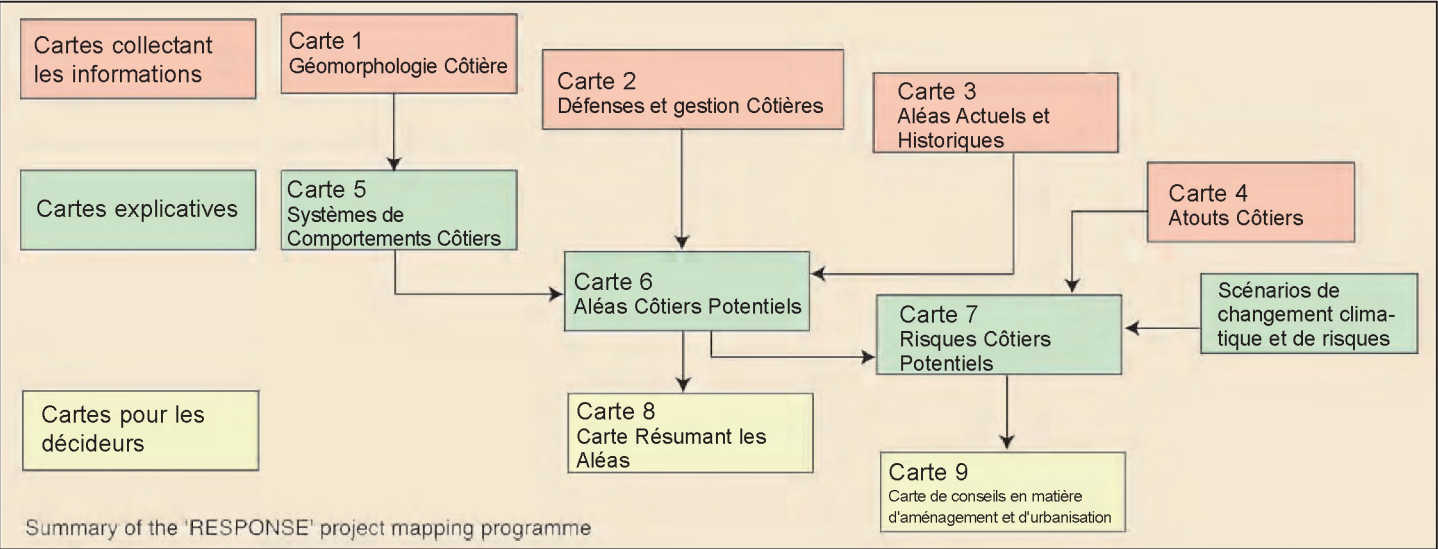 Cartes collectant
les informations
Carte 1
Géomorphologie Côtière
Carte 2
Défenses et gestion Côtières
Carte 3
Aléas Actuels et
Historiques
Cartes explicatives
Carte 5
Systèmes de
Comportements Côtiers
Carte 4
Atouts Côtiers
Carte 6
Aléas Côtiers Potentiels
Carte 7
Risques Côtiers
Potentiels
Scénarios de
changement clima-
tique et de risques
Cartes pour les
décideurs
Carte 8
Carte Résumant les
Aléas
Carte 9
Carte de conseils en matière
d'aménagement et d'urbanisation
Summary of the 'RESPONSE' project mapping programme